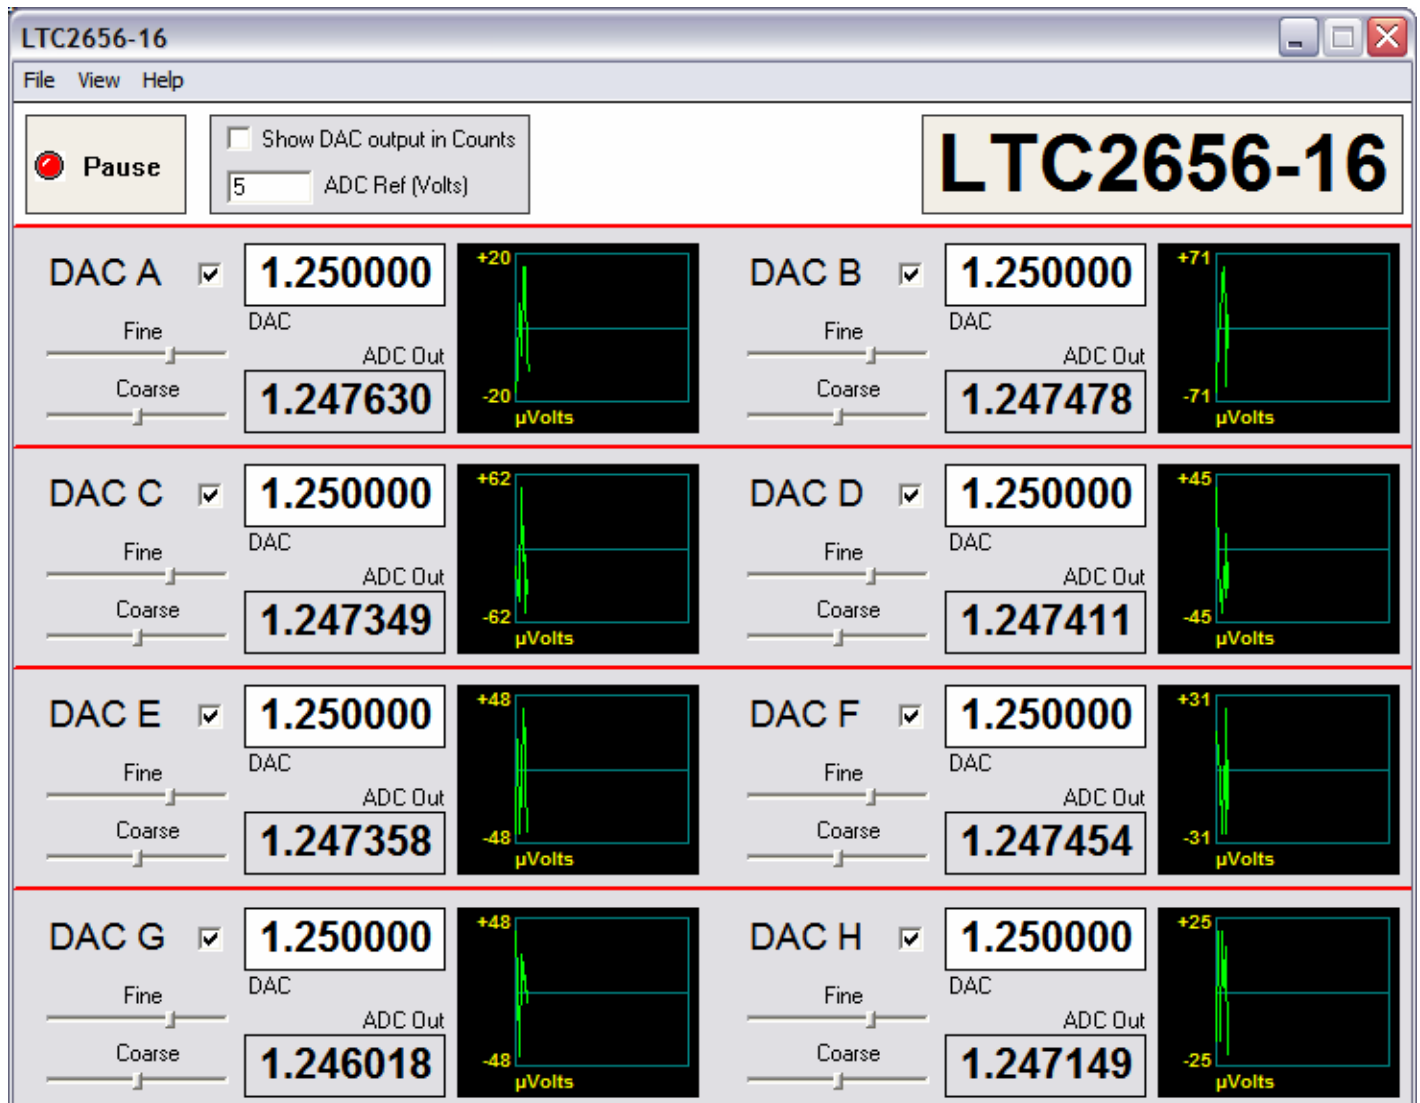 LTC2656-16
File View Help
Pause
Show DAC output in Counts
5 ADC Ref (Volts)
LTC2656-16
DAC A
1.250000
DAC
Fine
ADC Out
Coarse
1.247630
+20
-20
µVolts
DAC B
1.250000
DAC
Fine
ADC Out
Coarse
1.247478
+71
-71
µVolts
DAC C
1.250000
DAC
Fine
ADC Out
Coarse
1.247349
+62
-62
µVolts
DAC D
1.250000
DAC
Fine
ADC Out
Coarse
1.247411
+45
-45
µVolts
DAC E
1.250000
DAC
Fine
ADC Out
Coarse
1.247358
+48
-48
µVolts
DAC F
1.250000
DAC
Fine
ADC Out
Coarse
1.247454
+31
-31
µVolts
DAC G
1.250000
DAC
Fine
ADC Out
Coarse
1.246018
+48
-48
µVolts
DAC H
1.250000
DAC
Fine
ADC Out
Coarse
1.247149
+25
-25
µVolts